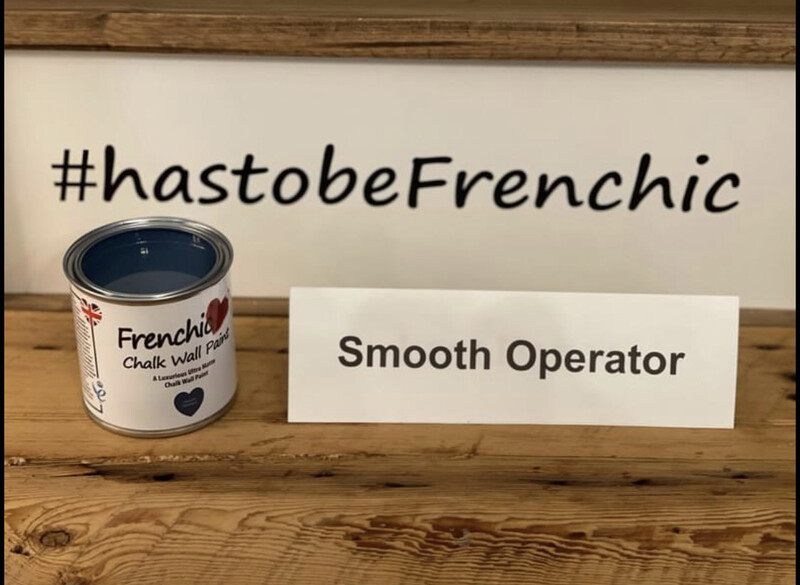 #hastobeFrenchic
Frenchic
Chalk Wall Paint
A Luxurious Ultra Matte
Chalk Wall Paint
Smooth Operator